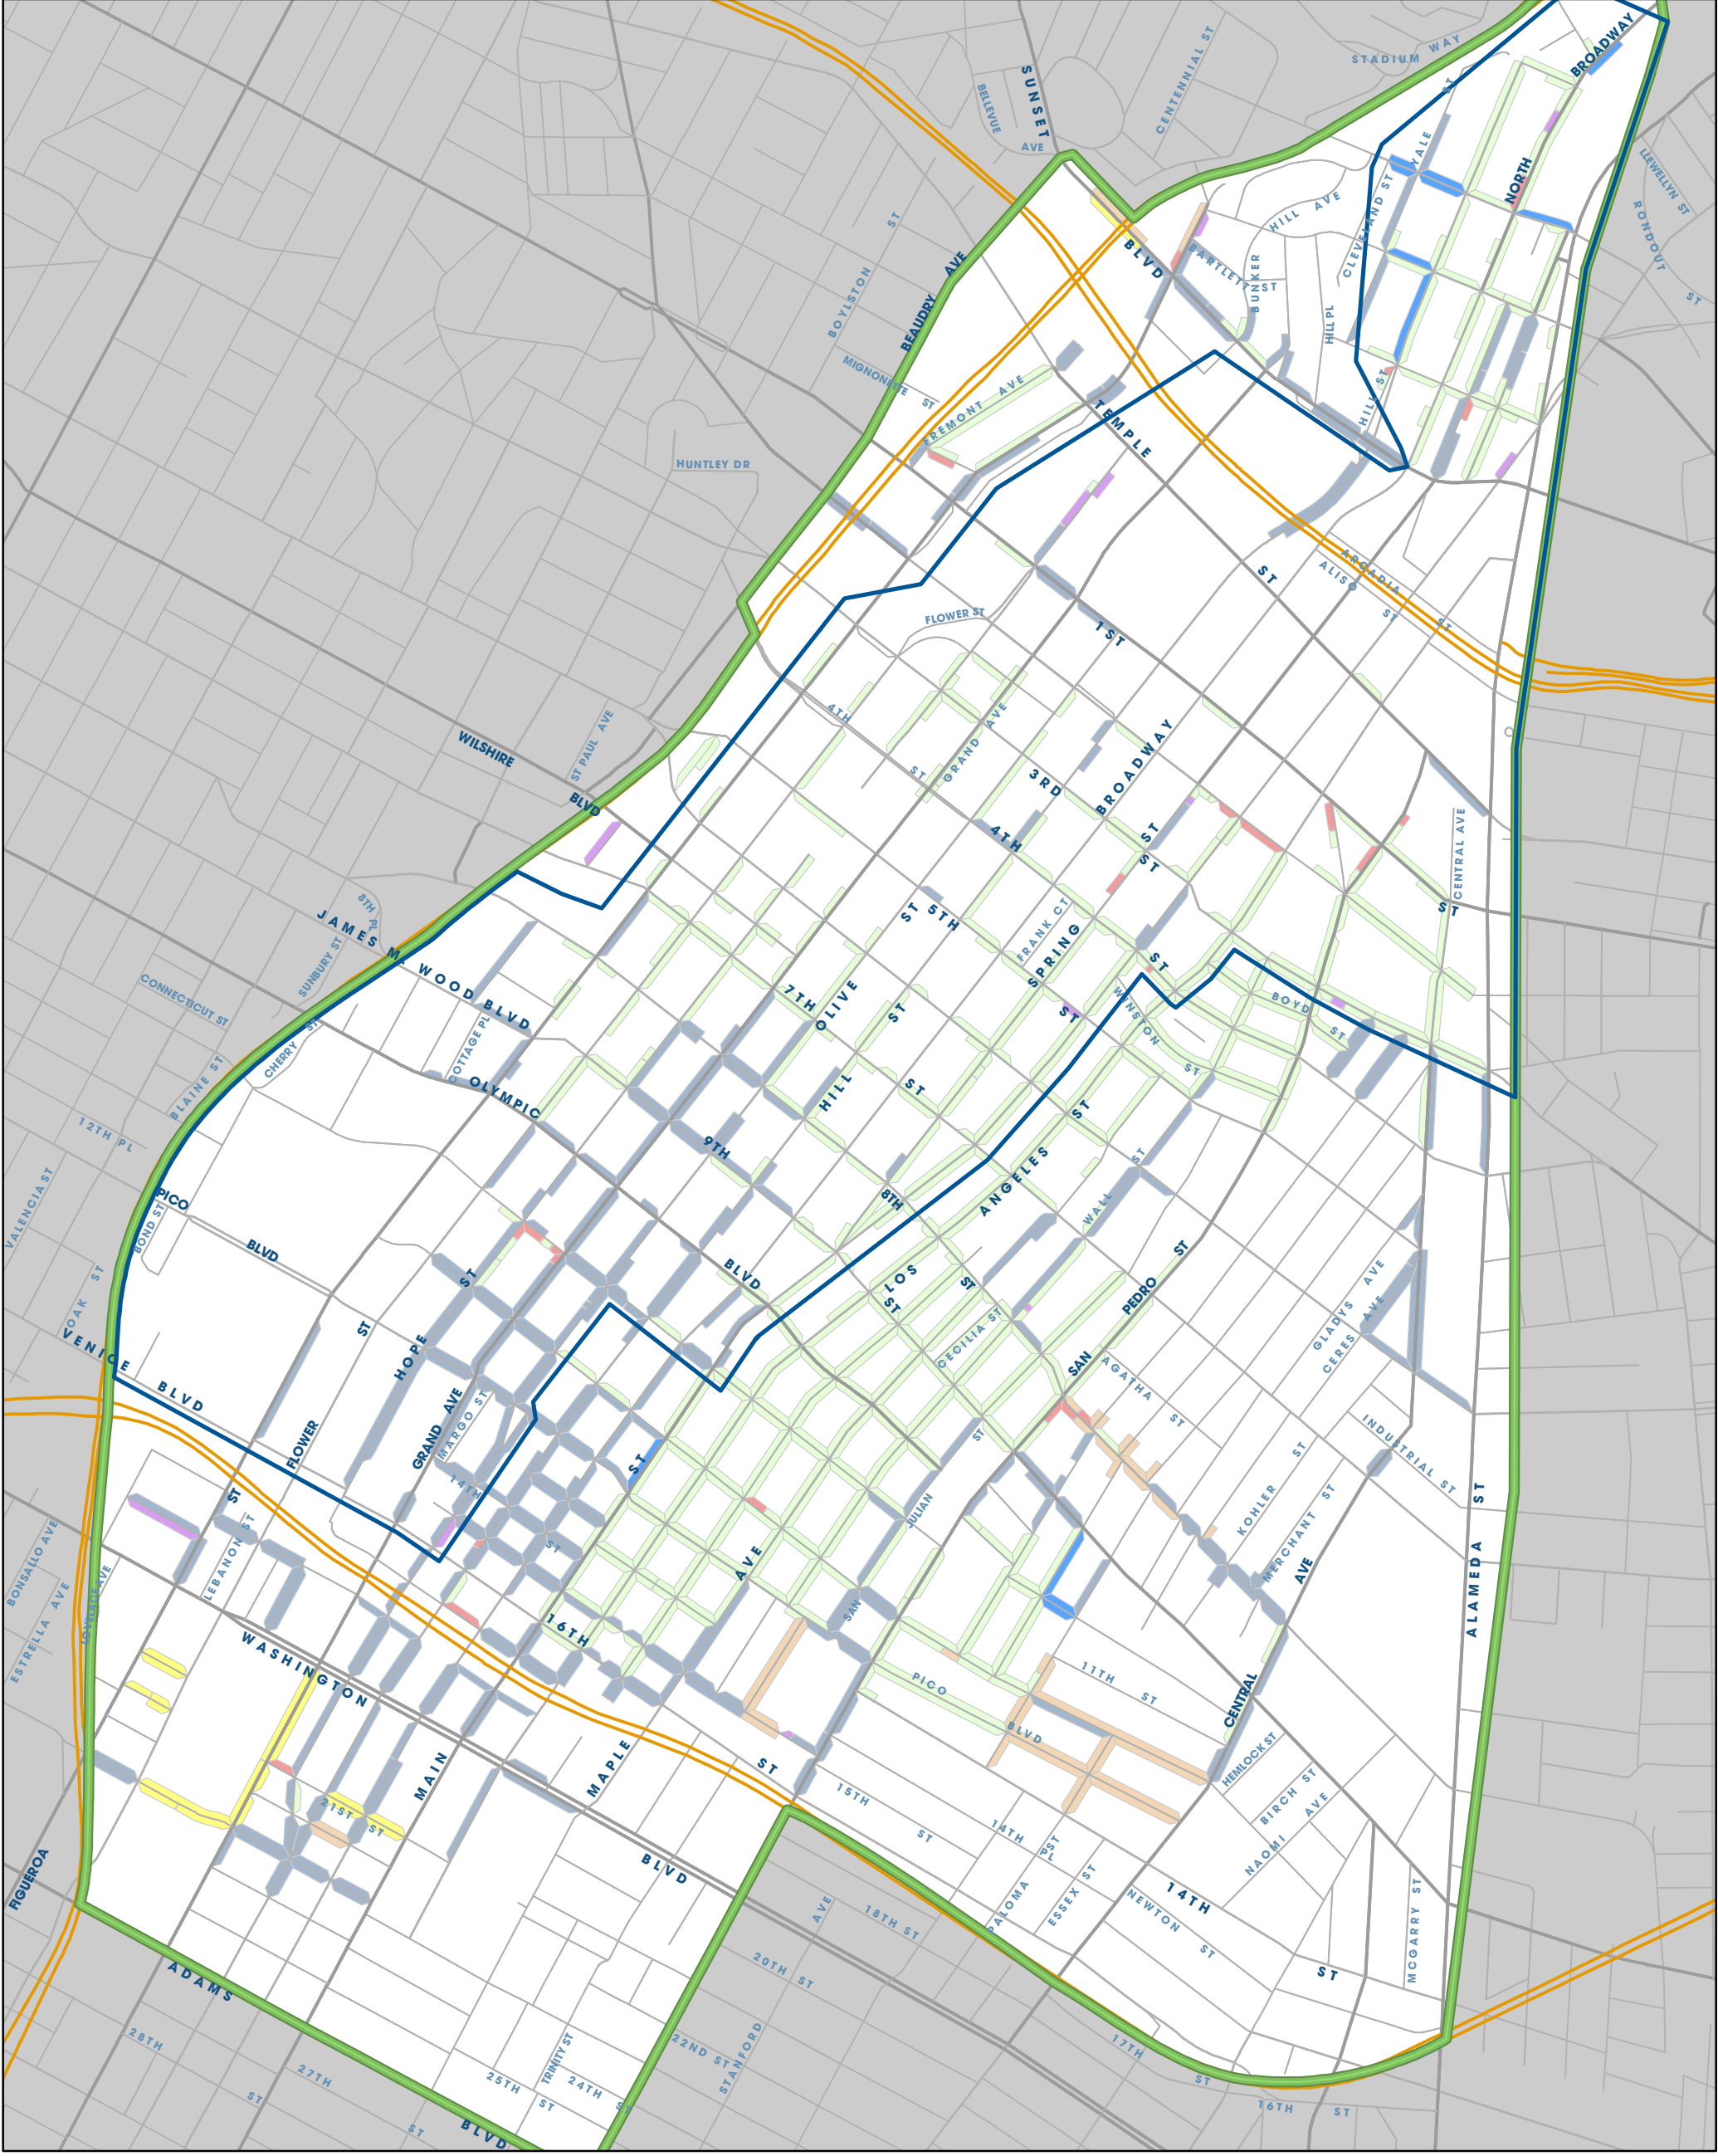 BROADWAY
STADIUM WAY
CENTENNIAL ST
SUNSET
BELLEVUE
AVE
ST
YALE
NORTH
LLEWELLYN ST
RONDOUT
ST
HILL AVE
CLEVELAND ST
BLVD
BARTLETT ST
BUNKER
HILL PL
HILL ST
BOYLSTON ST
BEAUDRY AVE
MIGNONETTE ST
FREMONT AVE
TEMPLE
ST
HUNTLEY DR
ARCADIA
ST
ALISO
ST
FLOWER ST
1ST
ST
4TH
ST
GRAND AVE
3RD
ST
BROADWAY
WILSHIRE
BLVD
ST PAUL AVE
4TH
ST
CENTRAL AVE
8TH PL
JAMES M. WOOD BLVD
SUNBURY ST
CONNECTICUT ST
5TH
ST
FRANK CT
SPRING
ST
7TH
ST
OLIVE
ST
WINSTON
ST
BOYD
ST
CHERRY ST
COTTAGE PL
BLAINE ST
OLYMPIC
BLVD
HILL
ST
12TH PL
9TH
ST
8TH
ST
LOS
ANGELES
ST
WALL
ST
VALENCIA ST
PICO
BLVD
BOND ST
OAK ST
VENICE
BLVD
CECILIA ST
SAN
PEDRO
ST
AGATHA
ST
GLADYS AVE
CERES AVE
HOPE
ST
FLOWER
ST
GRAND AVE
MARGO ST
14TH
ST
INDUSTRIAL ST
KOHLER ST
MERCHANT ST
ALAMEDA ST
JULIAN
ST
SAN
AVE
LEBANON ST
BONSALLO AVE
ESTRELLA AVE
LOVELACE AVE
WASHINGTON
BLVD
16TH
ST
PICO
BLVD
11TH
ST
CENTRAL
AVE
HEMLOCK ST
BIRCH ST
NAOMI AVE
MAIN
MAPLE
21ST
ST
15TH
ST
14TH
PL
ST
14TH
ST
NEWTON ST
ESSEX ST
PALOMA
MCGARRY ST
FIGUEROA
ADAMS
BLVD
18TH ST
AVE
20TH ST
22ND ST
STANFORD
TRINITY ST
24TH
ST
25TH
ST
27TH
ST
28TH
ST
17TH
ST
16TH
ST